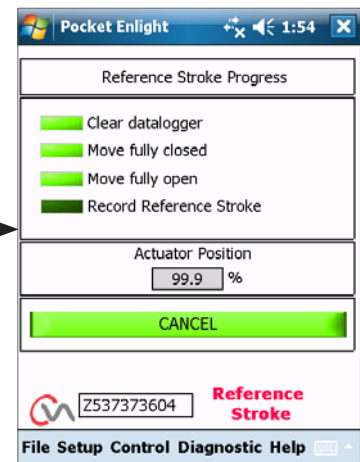 Pocket Enlight 1:54
Reference Stroke Progress
Clear datalogger
Move fully closed
Move fully open
Record Reference Stroke
Actuator Position
99.9 %
CANCEL
Z537373604
Reference
Stroke
File Setup Control Diagnostic Help